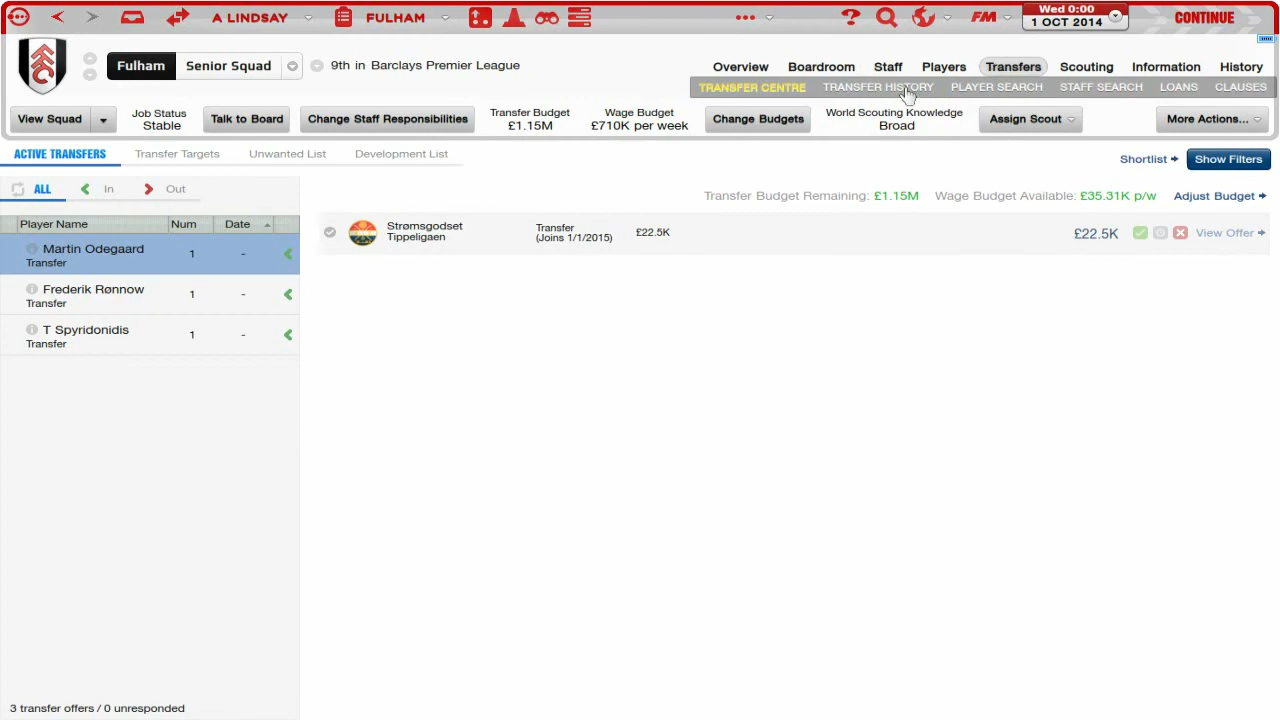 A LINDSAY
FULHAM
FM
Wed 0:00
1 OCT 2014
CONTINUE
Fulham
Senior Squad
9th in Barclays Premier League
Overview
Boardroom
Staff
Players
Transfers
Scouting
Information
History
TRANSFER CENTRE
TRANSFER HISTORY
PLAYER SEARCH
STAFF SEARCH
LOANS
CLAUSES
View Squad
Job Status
Stable
Talk to Board
Change Staff Responsibilities
Transfer Budget
£1.15M
Wage Budget
£710K per week
Change Budgets
World Scouting Knowledge
Broad
Assign Scout
More Actions...
ACTIVE TRANSFERS
Transfer Targets
Unwanted List
Development List
Shortlist
Show Filters
ALL
In
Out
Transfer Budget Remaining: £1.15M
Wage Budget Available: £35.31K p/w
Adjust Budget
Player Name
Num
Date
Martin Odegaard
Transfer
1
-
Frederik Rønnow
Transfer
1
-
T Spyridonidis
Transfer
1
-
Strømsgodset
Tippeligaen
Transfer
(Joins 1/1/2015)
£22.5K
£22.5K
View Offer
3 transfer offers / 0 unresponded